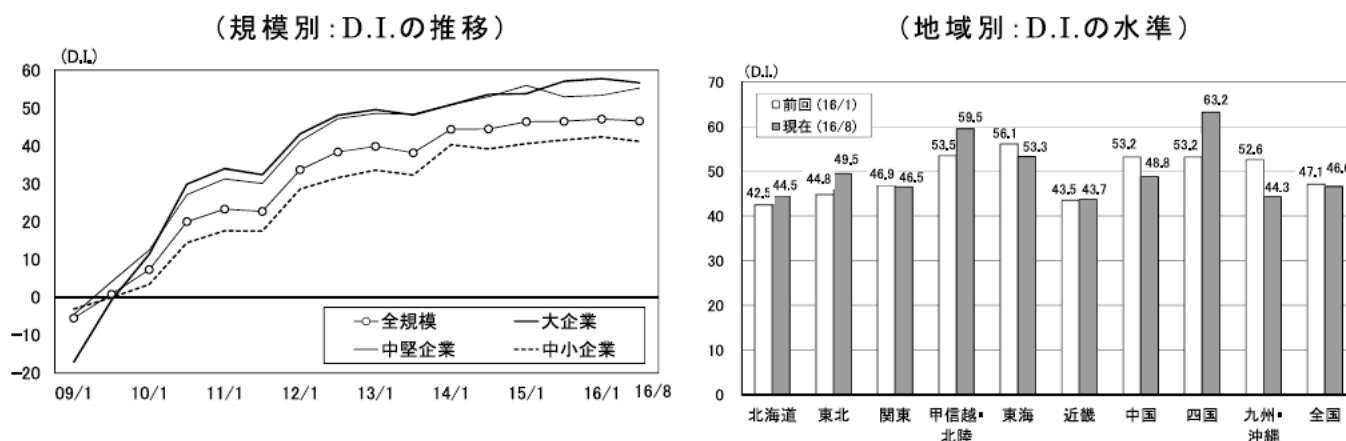 （規模別：D.I.の推移）
(D.I.)
60
50
40
30
20
10
0
−10
−20
全規模
大企業
中堅企業
中小企業
09/1 10/1 11/1 12/1 13/1 14/1 15/1 16/1 16/8
（地域別：D.I.の水準）
(D.I.)
70
60
50
40
30
20
10
0
前回(16/1)
現在(16/8)
42.5 44.5
44.8 49.5
46.9 46.5
53.5 59.5
56.1 53.3
43.5 43.7
53.2 48.8
53.2 63.2
52.6 44.3
47.1 46.6
北海道 東北 関東 甲信越・ 東海 近畿 中国 四国 九州・ 全国
北陸 沖縄